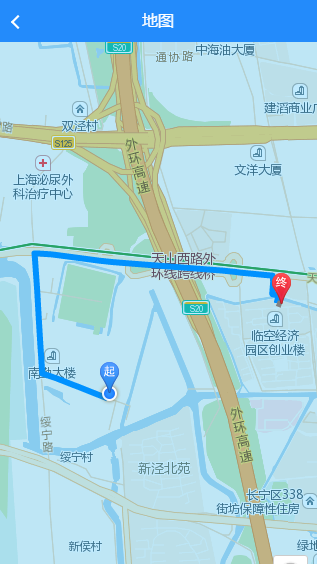 地图
S20
中海油大厦
通协路
建滔商业广
双泾村
路
S125
外环高速
文洋大厦
上海泌尿外
科治疗中心
天山西路外
环线跨线桥
天
终
S20
临空经济
园区创业楼
起
南渤大楼
绥宁路
外环高速
绥宁村
新泾北苑
长宁区338
街坊保障性住房
新侯村
绿地